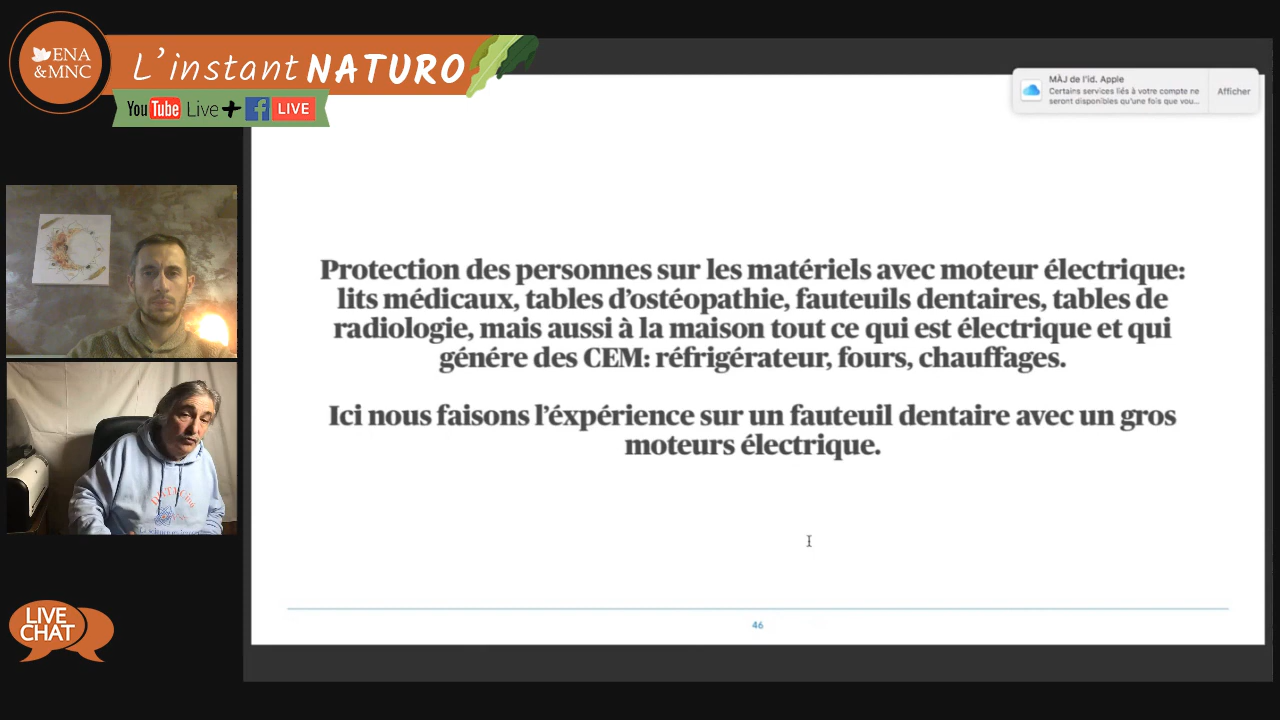 ENA
&MNC
L'instant NATURO
YouTube Live + f LIVE
MÀJ de l'id. Apple
Certains services liés à votre compte ne
seront disponibles qu'une fois que vou...
Afficher
Protection des personnes sur les matériels avec moteur électrique:
lits médicaux, tables d'ostéopathie, fauteuils dentaires, tables de
radiologie, mais aussi à la maison tout ce qui est électrique et qui
génére des CEM: réfrigérateur, fours, chauffages.
Ici nous faisons l'éxpérience sur un fauteuil dentaire avec un gros
moteurs électrique.
46
LIVE
CHAT